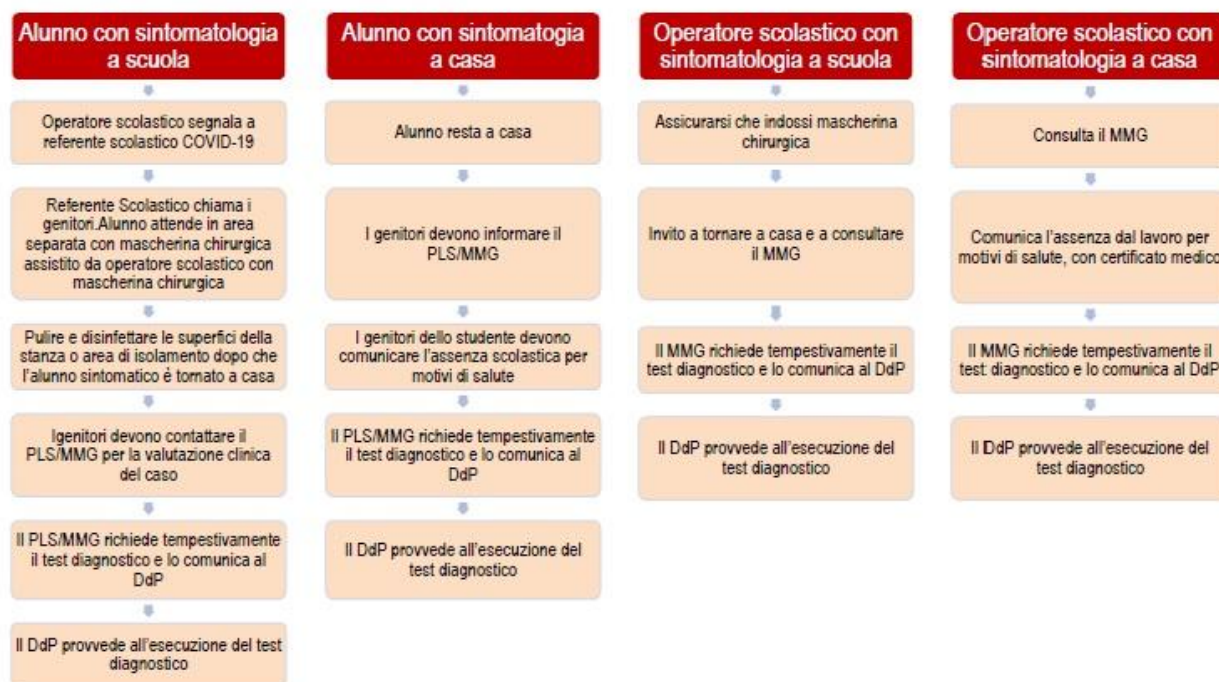 Alunno con sintomatologia
a scuola
Operatore scolastico segnala a
referente scolastico COVID-19
Referente Scolastico chiama i
genitori.Alunno attende in area
separata con mascherina chirurgica
assistito da operatore scolastico con
mascherina chirurgica
Pulire e disinfettare le superfici della
stanza o area di isolamento dopo che
l'alunno sintomatico è tornato a casa
Igenitori devono contattare il
PLS/MMG per la valutazione clinica
del caso
Il PLS/MMG richiede tempestivamente
il test diagnostico e lo comunica al
DdP
Il DdP provvede all'esecuzione del test
diagnostico
Alunno con sintomatogia
a casa
Alunno resta a casa
I genitori devono informare il
PLS/MMG
I genitori dello studente devono
comunicare l'assenza scolastica per
motivi di salute
Il PLS/MMG richiede tempestivamente
il test diagnostico e lo comunica al
DdP
Il DdP provvede all'esecuzione del
test diagnostico
Operatore scolastico con
sintomatologia a scuola
Assicurarsi che indossi mascherina
chirurgica
Invito a tornare a casa e a consultare
il MMG
Il MMG richiede tempestivamente il
test diagnostico e lo comunica al DdP
Il DdP provvede all'esecuzione del
test diagnostico
Operatore scolastico con
sintomatologia a casa
Consulta il MMG
Comunica l'assenza dal lavoro per
motivi di salute, con certificato medico
Il MMG richiede tempestivamente il
test diagnostico e lo comunica al DdP
Il DdP provvede all'esecuzione del
test diagnostico